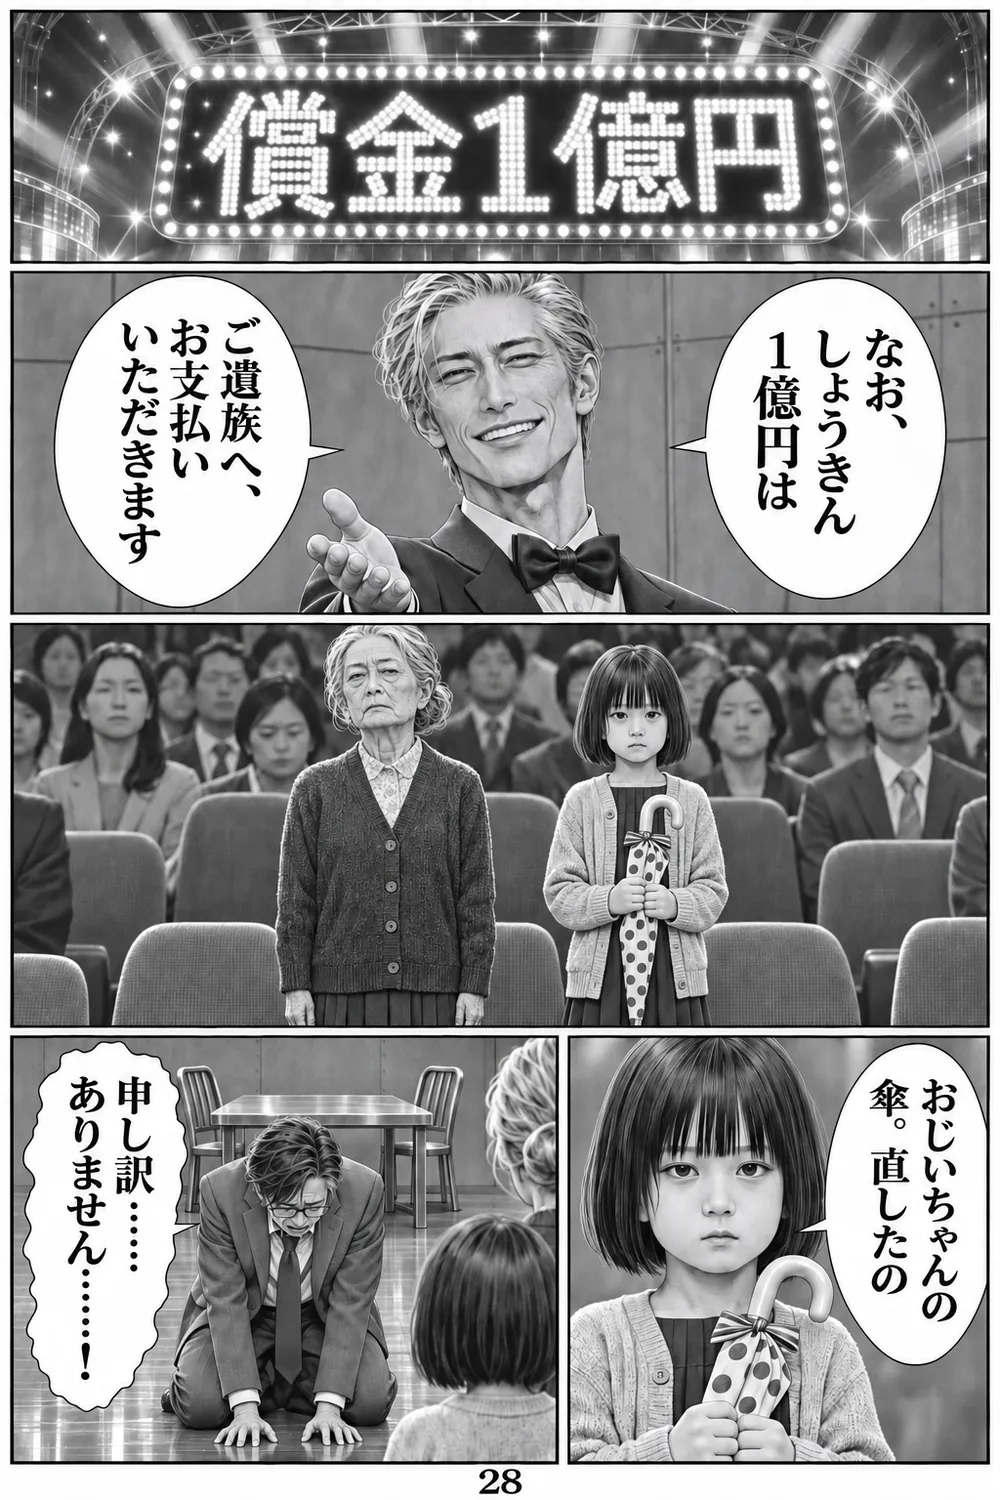 償金1億円
なお、
しょうきん
１億円は
ご遺族へ、
お支払い
いただきます
おじいちゃんの
傘。直したの
申し訳……
ありません……！
28